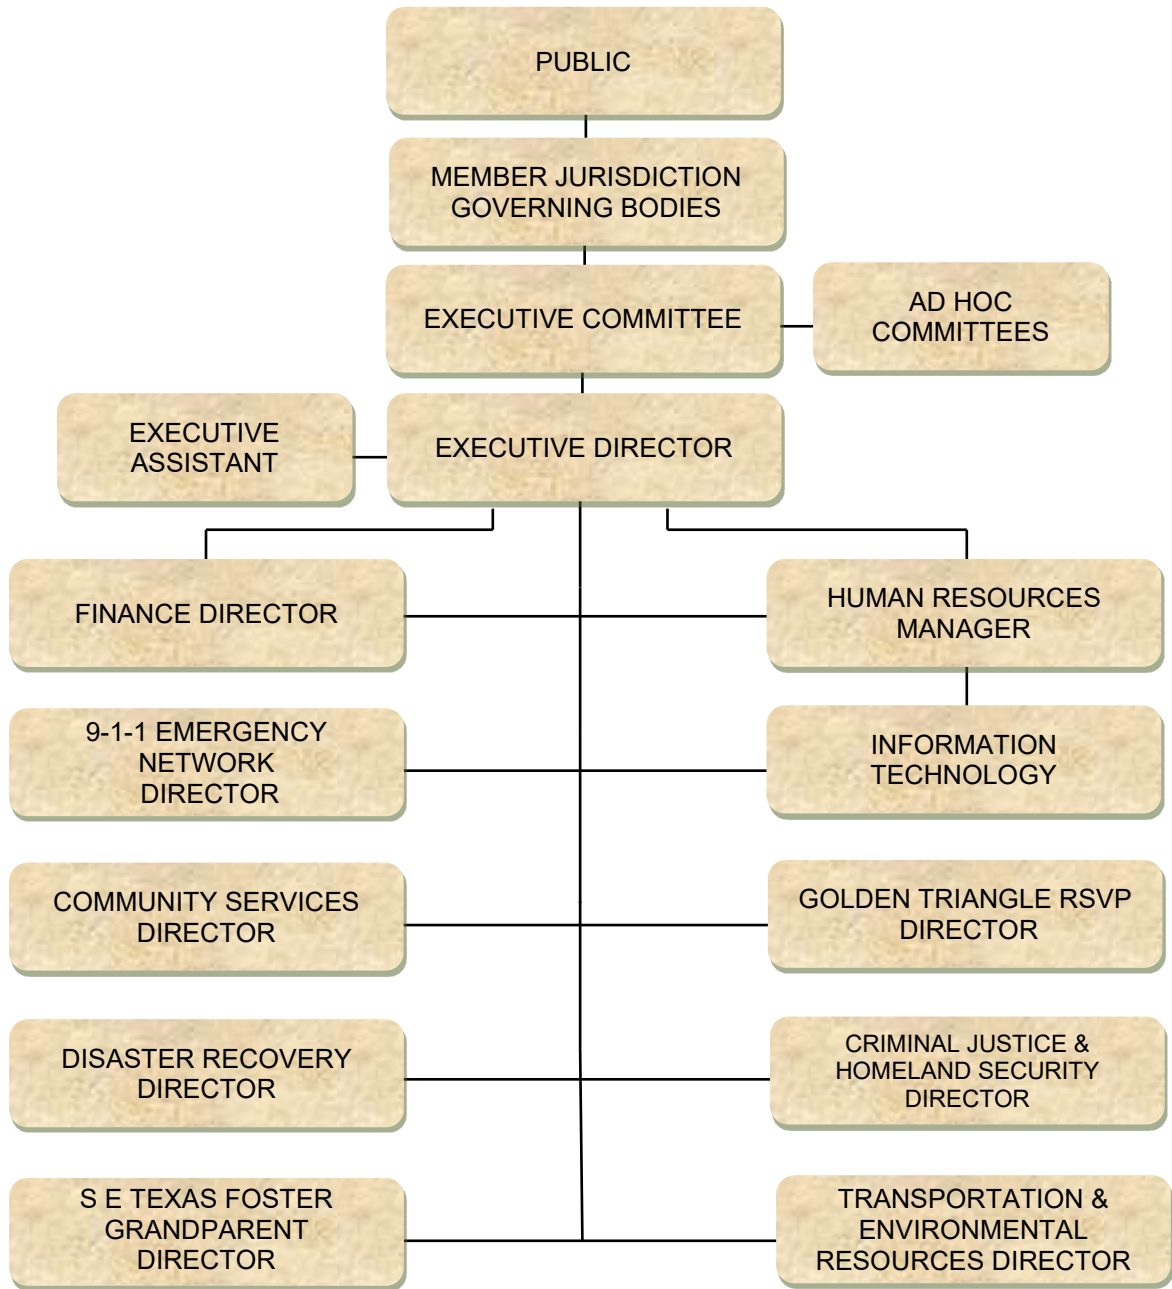 PUBLIC
MEMBER JURISDICTION
GOVERNING BODIES
EXECUTIVE COMMITTEE
AD HOC
COMMITTEES
EXECUTIVE
ASSISTANT
EXECUTIVE DIRECTOR
FINANCE DIRECTOR
HUMAN RESOURCES
MANAGER
9-1-1 EMERGENCY
NETWORK
DIRECTOR
INFORMATION
TECHNOLOGY
COMMUNITY SERVICES
DIRECTOR
GOLDEN TRIANGLE RSVP
DIRECTOR
DISASTER RECOVERY
DIRECTOR
CRIMINAL JUSTICE &
HOMELAND SECURITY
DIRECTOR
S E TEXAS FOSTER
GRANDPARENT
DIRECTOR
TRANSPORTATION &
ENVIRONMENTAL
RESOURCES DIRECTOR